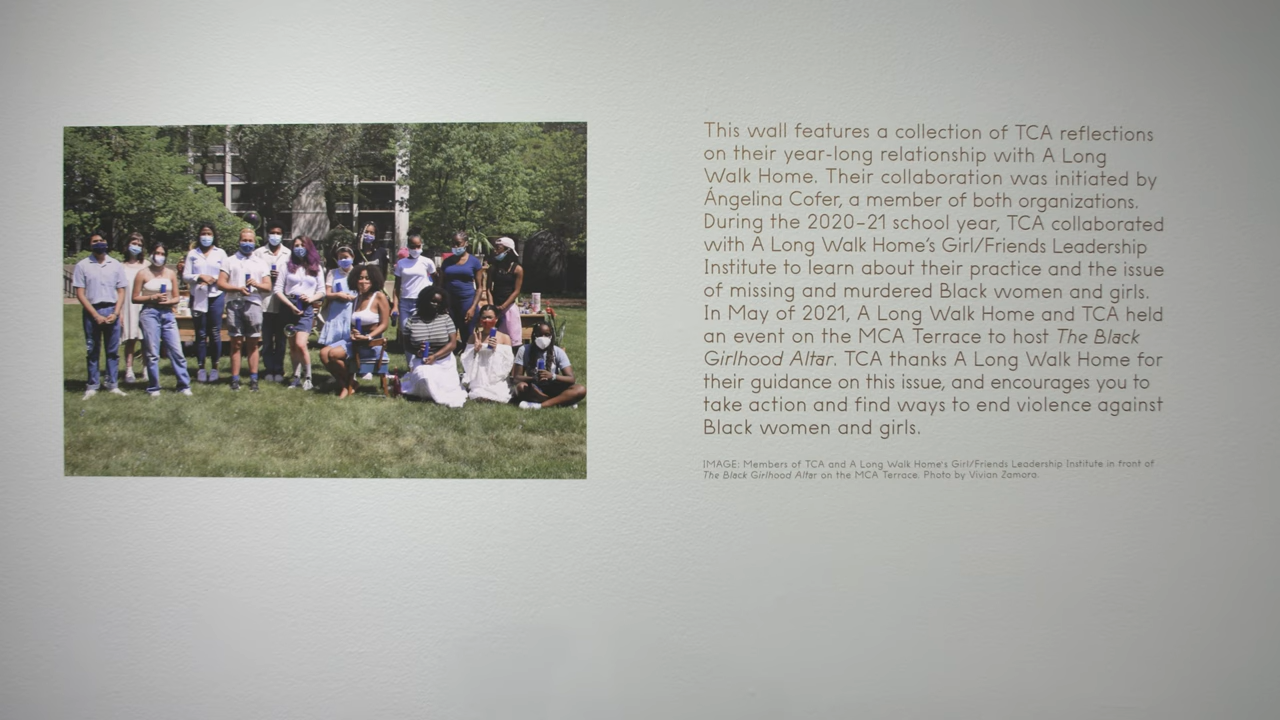 This wall features a collection of TCA reflections
on their year-long relationship with A Long
Walk Home. Their collaboration was initiated by
Ángelina Cofer, a member of both organizations.
During the 2020-21 school year, TCA collaborated
with A Long Walk Home's Girl/Friends Leadership
Institute to learn about their practice and the issue
of missing and murdered Black women and girls.
In May of 2021, A Long Walk Home and TCA held
an event on the MCA Terrace to host The Black
Girlhood Altar. TCA thanks A Long Walk Home for
their guidance on this issue, and encourages you to
take action and find ways to end violence against
Black women and girls.
IMAGE: Members of TCA and A Long Walk Home's Girl/Friends Leadership Institute in front of
The Black Girlhood Altar on the MCA Terrace. Photo by Vivian Zamora.